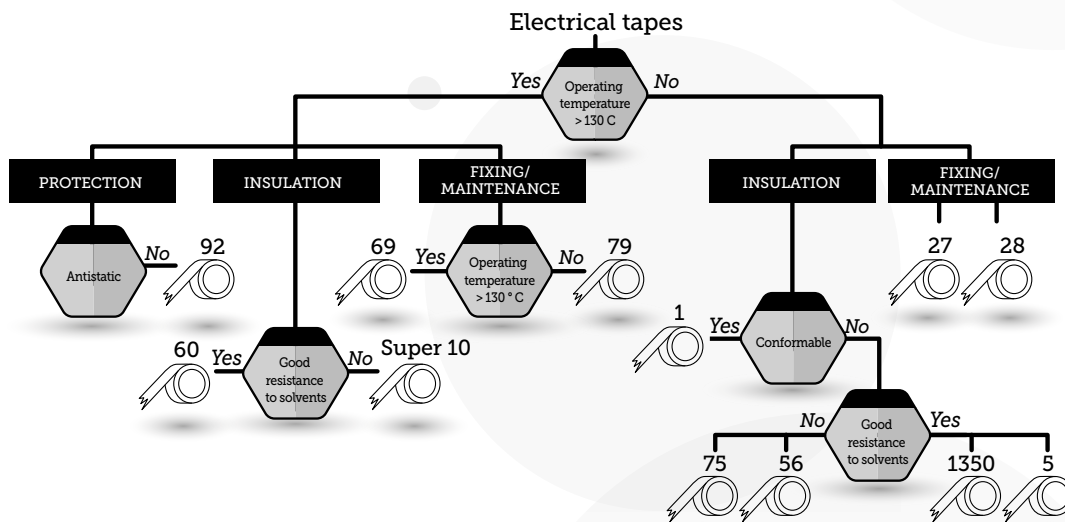 Electrical tapes
Yes
Operating
temperature
> 130 C
No
PROTECTION
INSULATION
FIXING/
MAINTENANCE
INSULATION
FIXING/
MAINTENANCE
Antistatic
No
92
69
Yes
Operating
temperature
> 130 ° C
No
79
27
28
60
Yes
Good
resistance
to solvents
No
Super 10
1
Yes
Conformable
No
No
Good
resistance
to solvents
Yes
75
56
1350
5